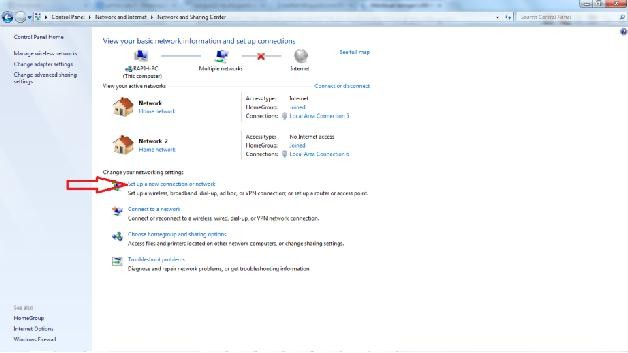 Control Panel ▸ Network and Internet ▸ Network and Sharing Center
Search Control Panel
Control Panel Home
Manage wireless networks
Change adapter settings
Change advanced sharing
settings
View your basic network information and set up connections
See full map
(This computer)
Multiple networks
Internet
View your active networks
Connect or disconnect
Network
Home network
Access type: Internet
HomeGroup: Joined
Connections: Local Area Connection 3
Network 2
Home network
Access type: No Internet access
HomeGroup: Joined
Connections: Local Area Connection 6
Change your networking settings
Set up a new connection or network
Set up a wireless, broadband, dial-up, ad hoc, or VPN connection; or set up a router or access point.
Connect to a network
Connect or reconnect to a wireless, wired, dial-up, or VPN network connection.
Choose homegroup and sharing options
Access files and printers located on other network computers, or change sharing settings.
Troubleshoot problems
Diagnose and repair network problems, or get troubleshooting information.
See also
HomeGroup
Internet Options
Windows Firewall